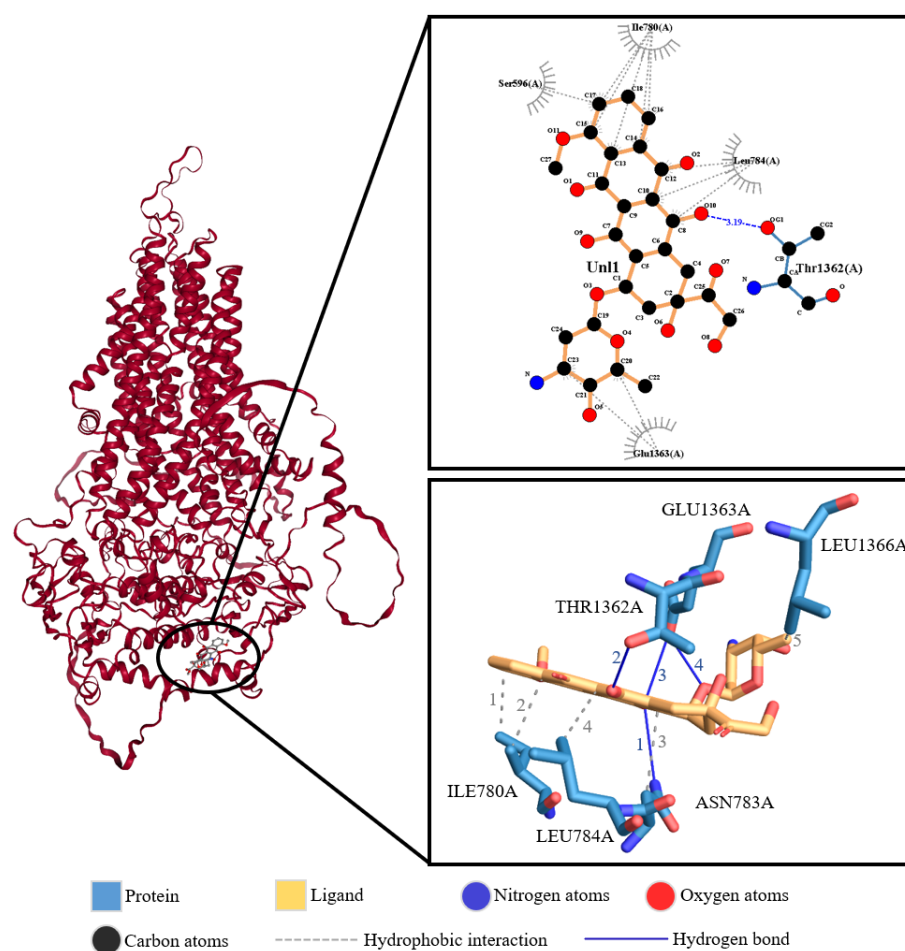 Ile780(A)
C18
C17
Ser596(A)
C16
C15
O11
C14
O2
C13
Leu784(A)
C27
C11
C12
O1
C10
O10
OG1
CG2
C9
3.19
C8
C7
O9
CB
C6
O7
C5
C4
CA
Thr1362(A)
Unl1
N
O
C1
C25
O3
C2
C
C3
C26
C19
O6
C24
O4
O8
C23
C20
N
C22
C21
O5
Glu1363(A)
GLU1363A
LEU1366A
THR1362A
2
3
4
5
1
2
4
1
3
ILE780A
ASN783A
LEU784A
Protein
Ligand
Nitrogen atoms
Oxygen atoms
Carbon atoms
Hydrophobic interaction
Hydrogen bond